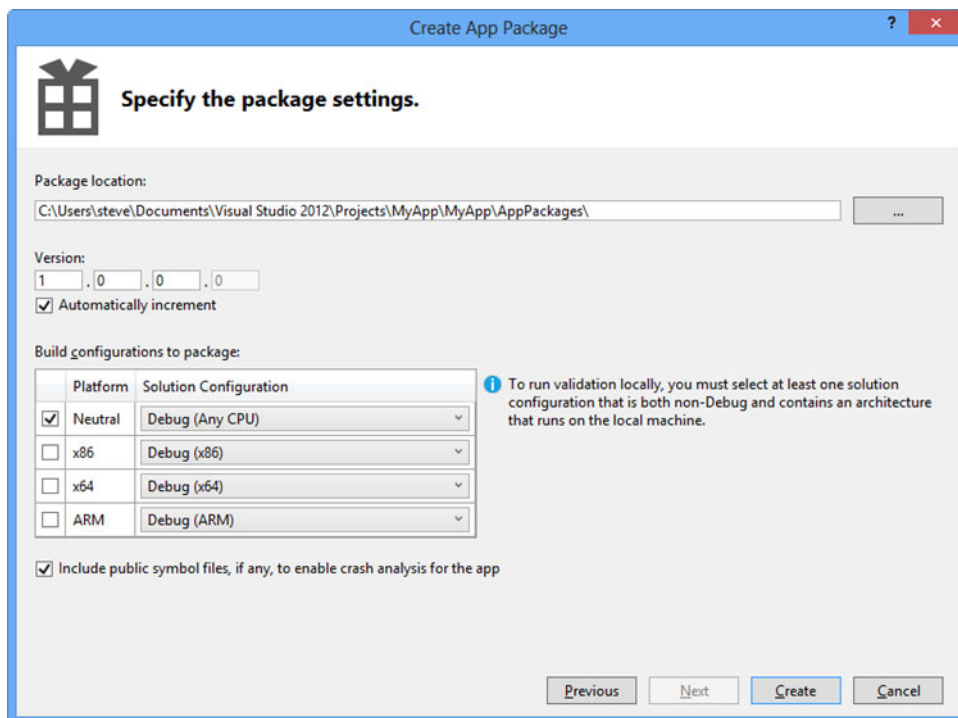 Create App Package
?
×
Specify the package settings.
Package location:
C:\Users\steve\Documents\Visual Studio 2012\Projects\MyApp\MyApp\AppPackages\
...
Version:
1 . 0 . 0 . 0
Automatically increment
Build configurations to package:
Platform Solution Configuration
Neutral Debug (Any CPU)
x86 Debug (x86)
x64 Debug (x64)
ARM Debug (ARM)
To run validation locally, you must select at least one solution
configuration that is both non-Debug and contains an architecture
that runs on the local machine.
Include public symbol files, if any, to enable crash analysis for the app
Previous Next Create Cancel